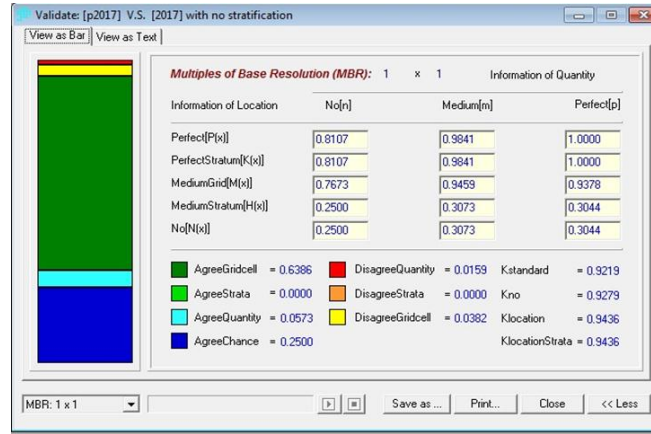 Validate: [p2017] V.S. [2017] with no stratification
View as Bar View as Text
Multiples of Base Resolution (MBR): 1 x 1 Information of Quantity
Information of Location No[n] Medium[m] Perfect[p]
Perfect[P(x)] 0.8107 0.9841 1.0000
PerfectStratum[K(x)] 0.8107 0.9841 1.0000
MediumGrid[M(x)] 0.7673 0.9459 0.9378
MediumStratum[H(x)] 0.2500 0.3073 0.3044
No[N(x)] 0.2500 0.3073 0.3044
AgreeGridcell = 0.6386 DisagreeQuantity = 0.0159 Kstandard = 0.9219
AgreeStrata = 0.0000 DisagreeStrata = 0.0000 Kno = 0.9279
AgreeQuantity = 0.0573 DisagreeGridcell = 0.0382 Klocation = 0.9436
AgreeChance = 0.2500 KlocationStrata = 0.9436
MBR: 1 x 1 Save as ... Print... Close << Less